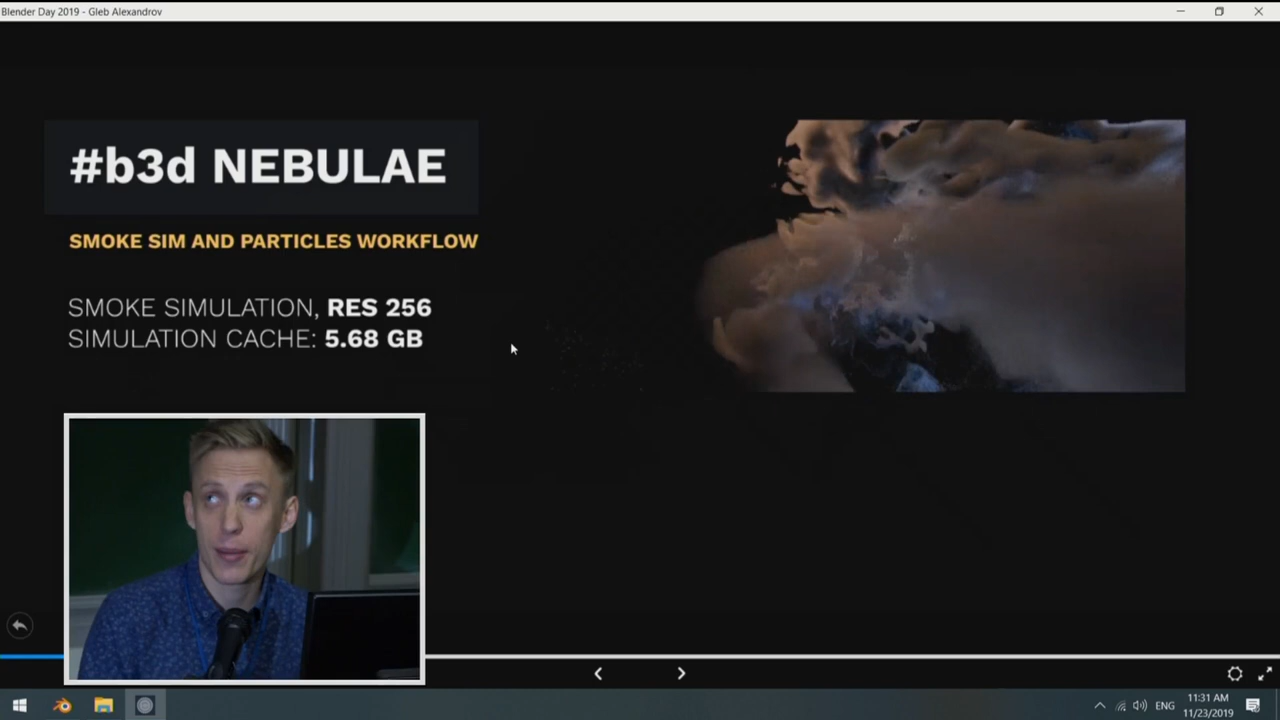 Blender Day 2019 - Gleb Alexandrov
#b3d NEBULAE
SMOKE SIM AND PARTICLES WORKFLOW
SMOKE SIMULATION, RES 256
SIMULATION CACHE: 5.68 GB
ENG
11:31 AM
11/23/2019